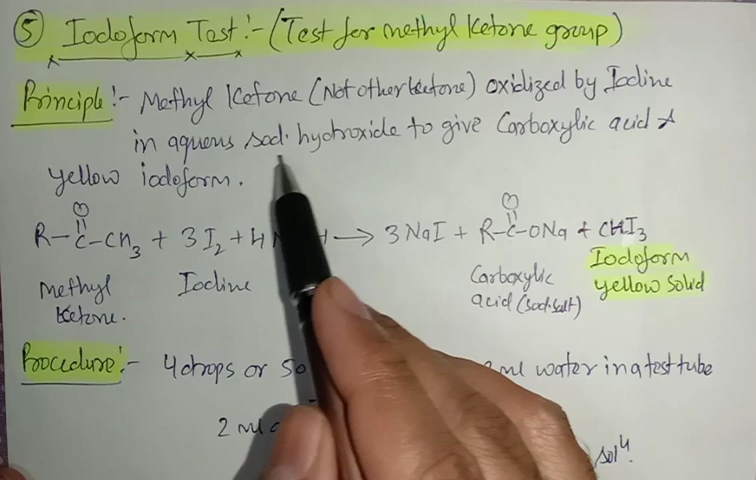 ⑤ Iodoform Test:- (Test for methyl Ketone group)
Principle:- Methyl Ketone (Not other ketone) oxidized by Iodine
in aqueous sod. hydroxide to give Carboxylic acid &
yellow iodoform.
R-C(=O)-CH3 + 3I2 + 4 → 3NaI + R-C(=O)-ONa + CHI3
Methyl Ketone. Iodine Carboxylic acid (sod. salt) Iodoform yellow solid
Procedure:- 4 drops or 50 ml water in a test tube
2 ml
sol4.